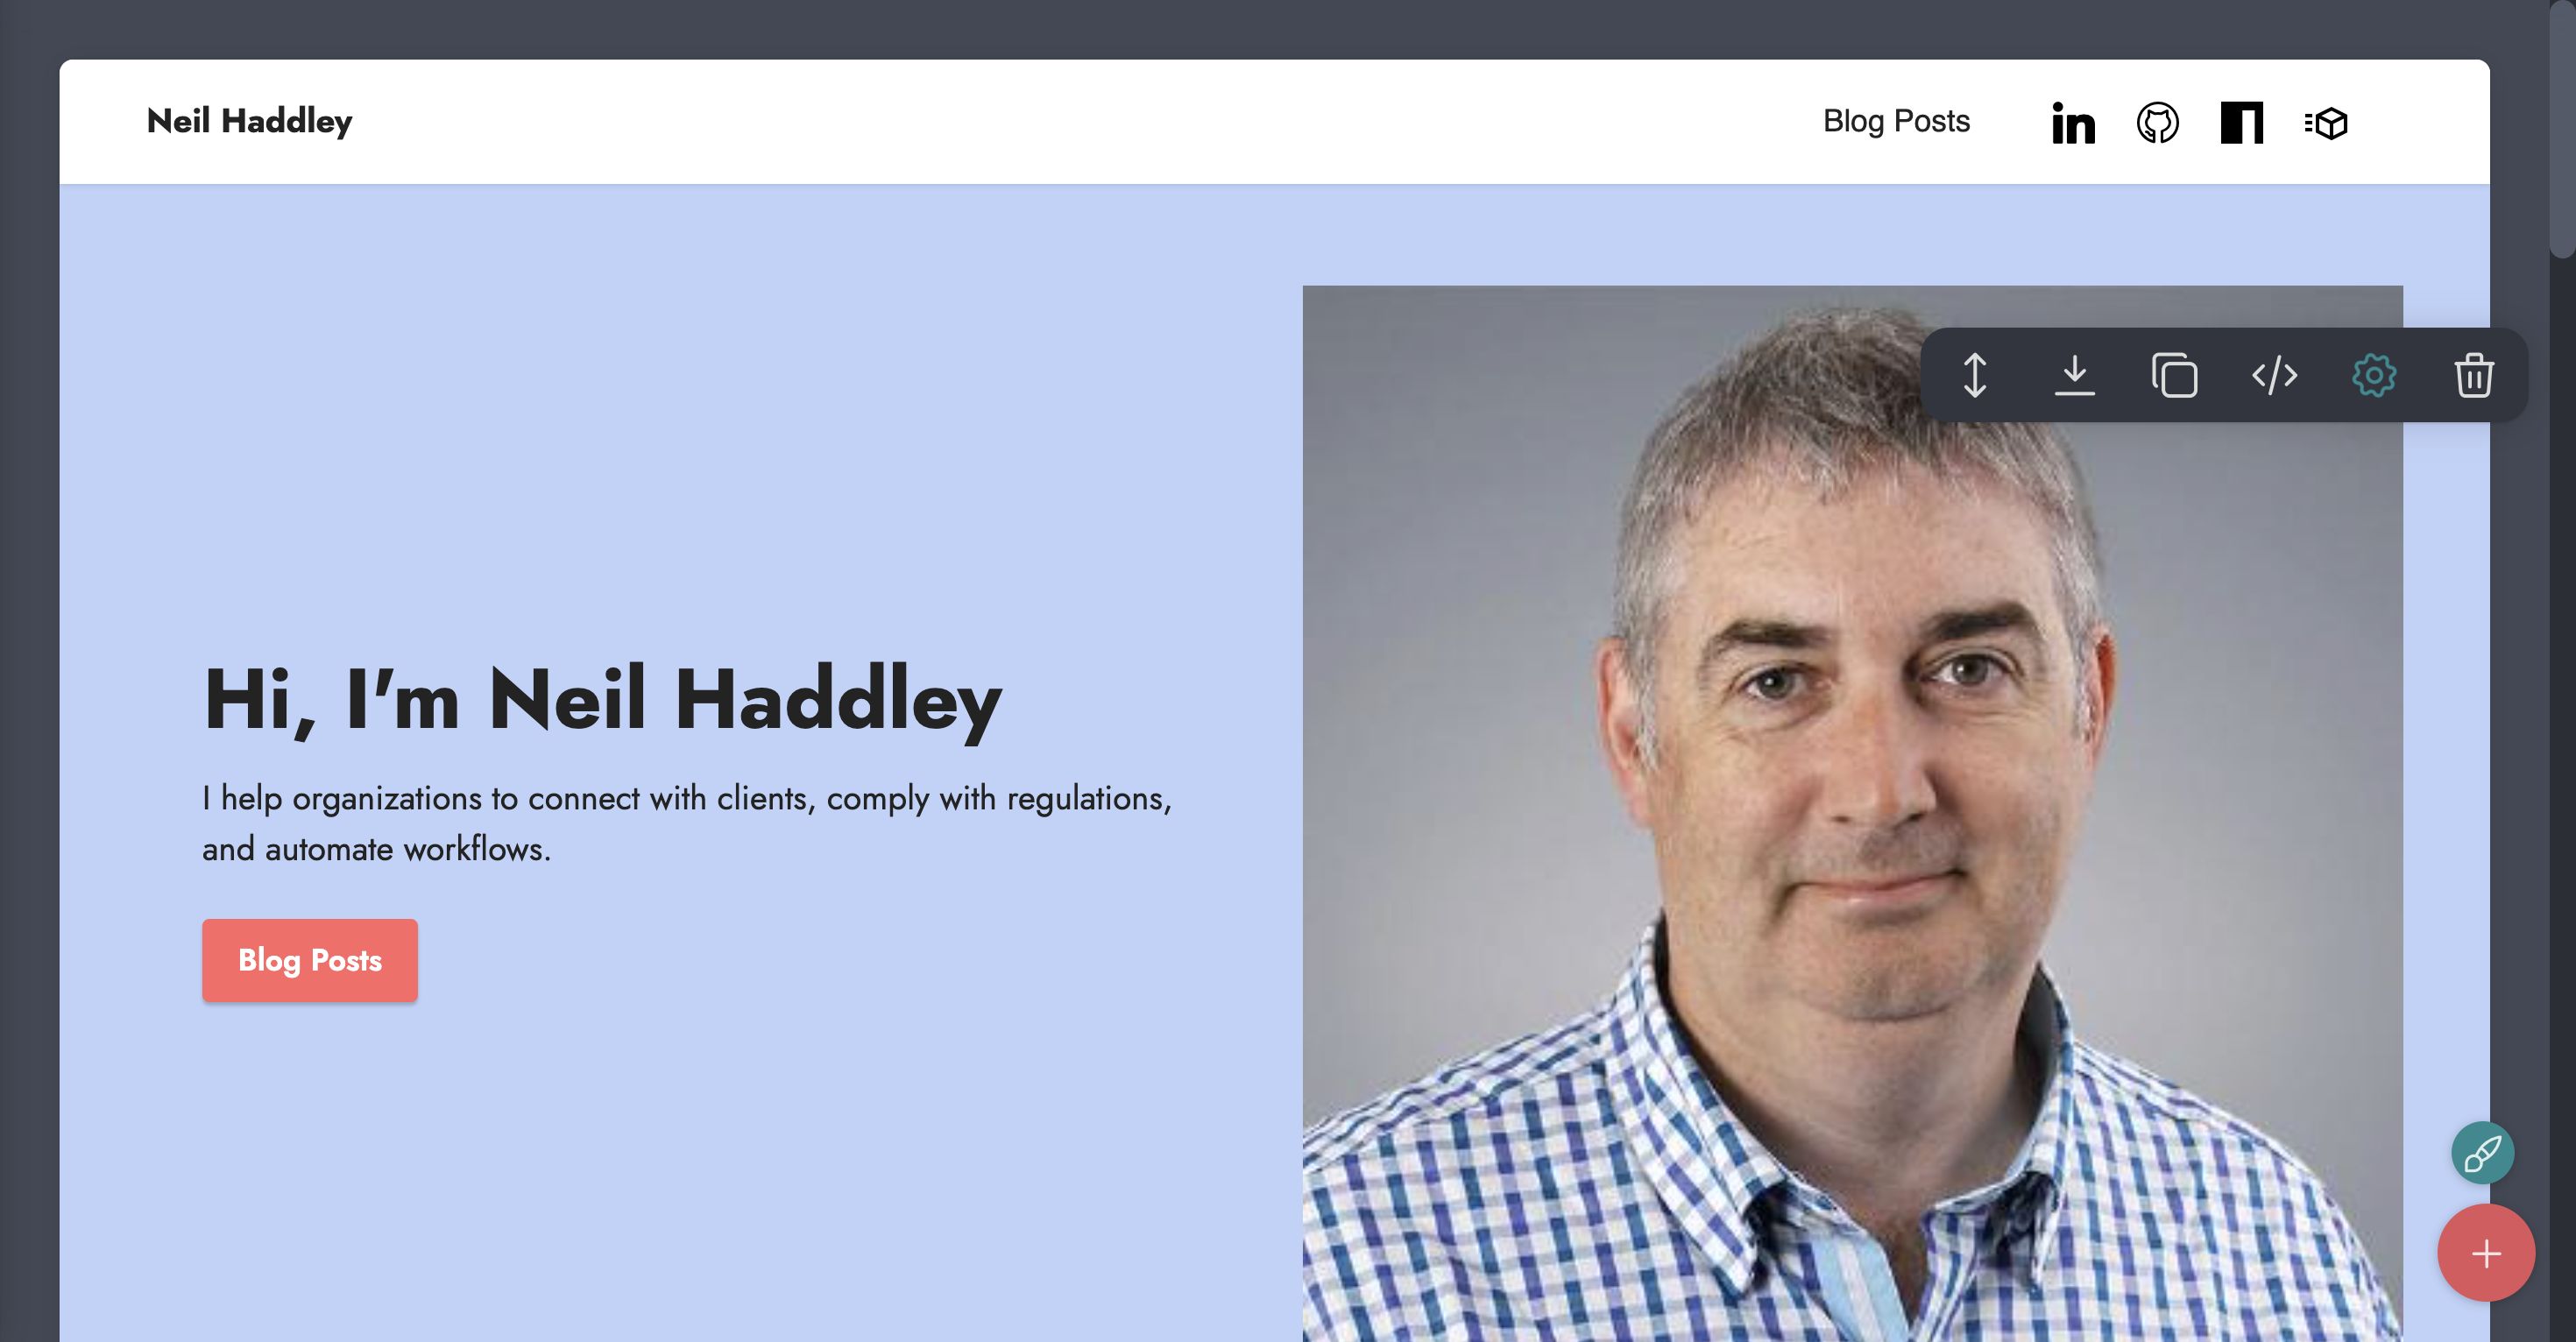 Neil Haddley
Blog Posts
Hi, I'm Neil Haddley
I help organizations to connect with clients, comply with regulations,
and automate workflows.
Blog Posts